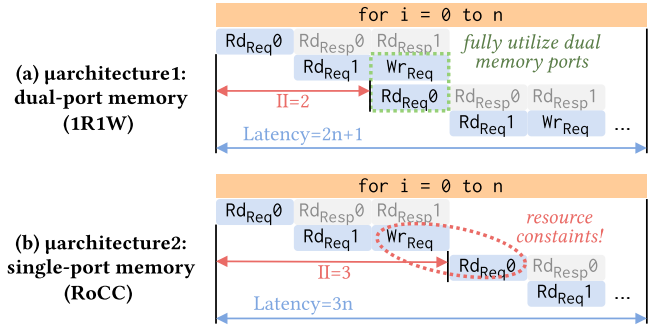 for i = 0 to n
RdReq0 RdResp0 RdResp1
fully utilize dual
memory ports
(a) μarchitecture1:
dual-port memory
(1R1W)
RdReq1 WrReq
II=2
RdReq0 RdResp0 RdResp1
RdReq1 WrReq ...
Latency=2n+1
for i = 0 to n
RdReq0 RdResp0 RdResp1
resource
constaints!
(b) μarchitecture2:
single-port memory
(RoCC)
RdReq1 WrReq
II=3
RdReq0 RdResp0
RdReq1 ...
Latency=3n